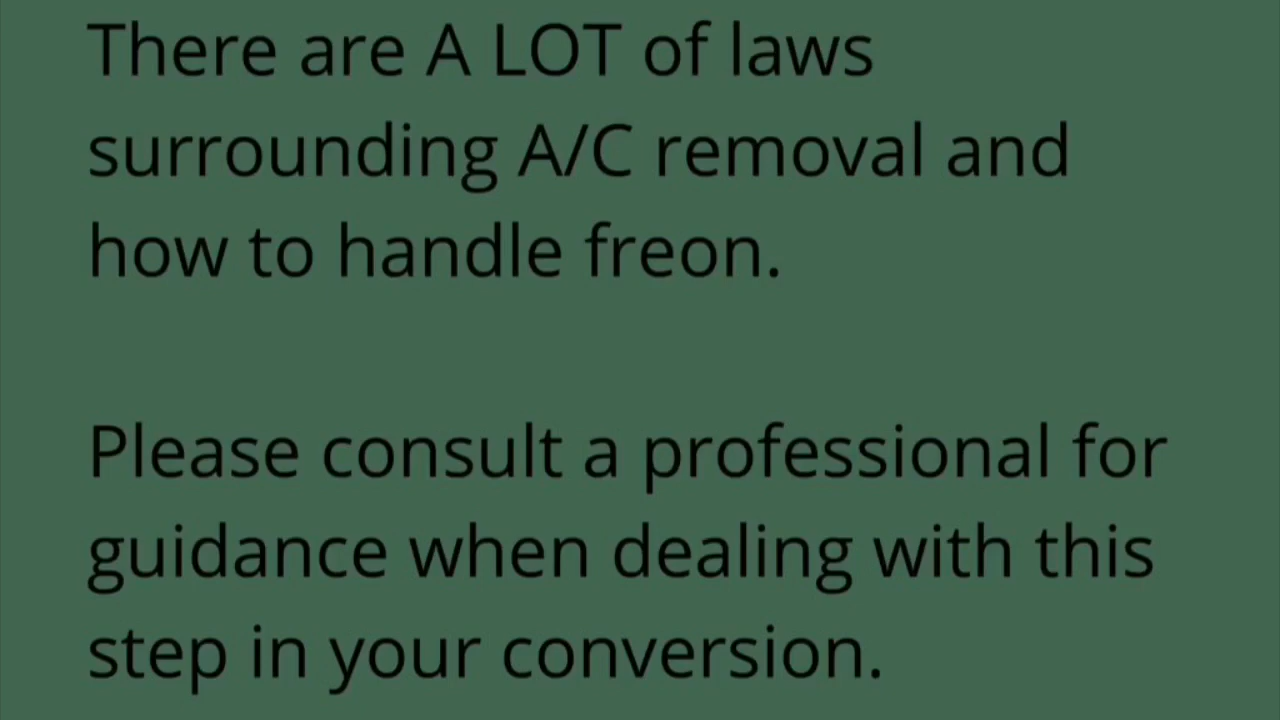 There are A LOT of laws
surrounding A/C removal and
how to handle freon.
Please consult a professional for
guidance when dealing with this
step in your conversion.